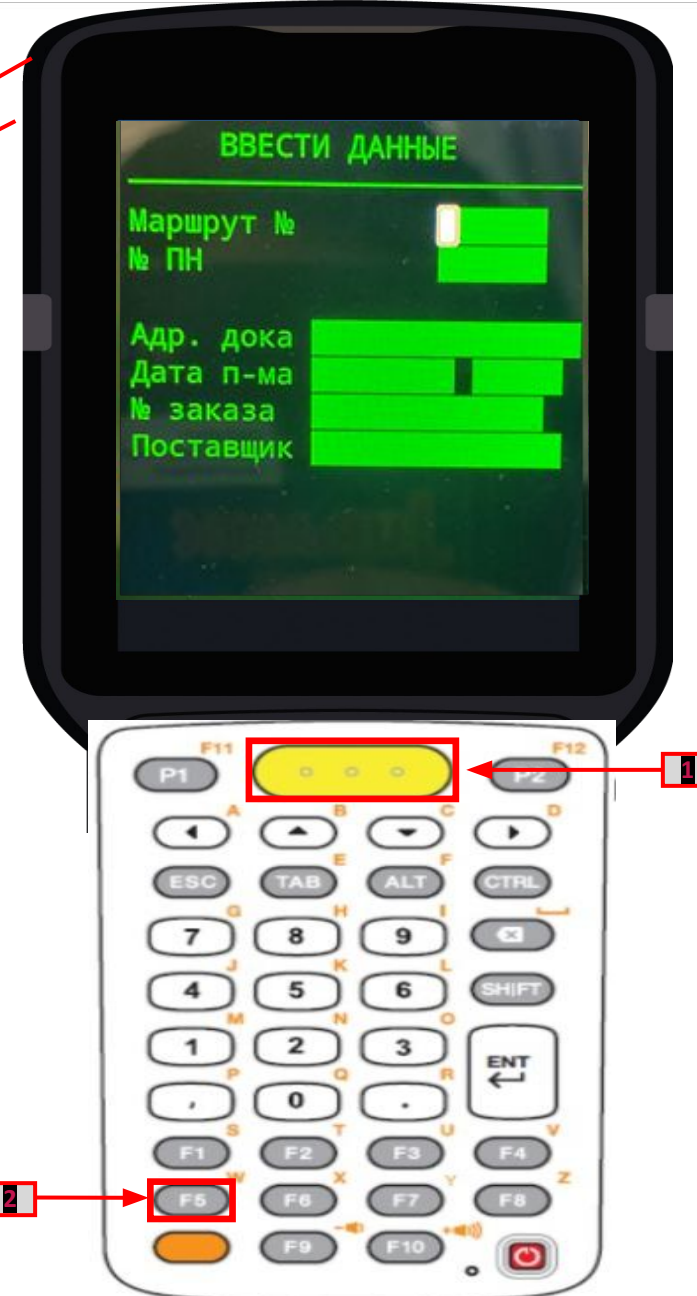 ВВЕСТИ ДАННЫЕ
Маршрут №
№ ПН
Адр. дока
Дата п-ма
№ заказа
Поставщик
F11 F12
P1 P2
1
A B C D
E F
ESC TAB ALT CTRL
G H I
7 8 9
J K L
4 5 6 SHIFT
M N O
1 2 3 ENT
P Q R
, 0 .
S T U V
F1 F2 F3 F4
W X Y Z
2 F5 F6 F7 F8
F9 F10